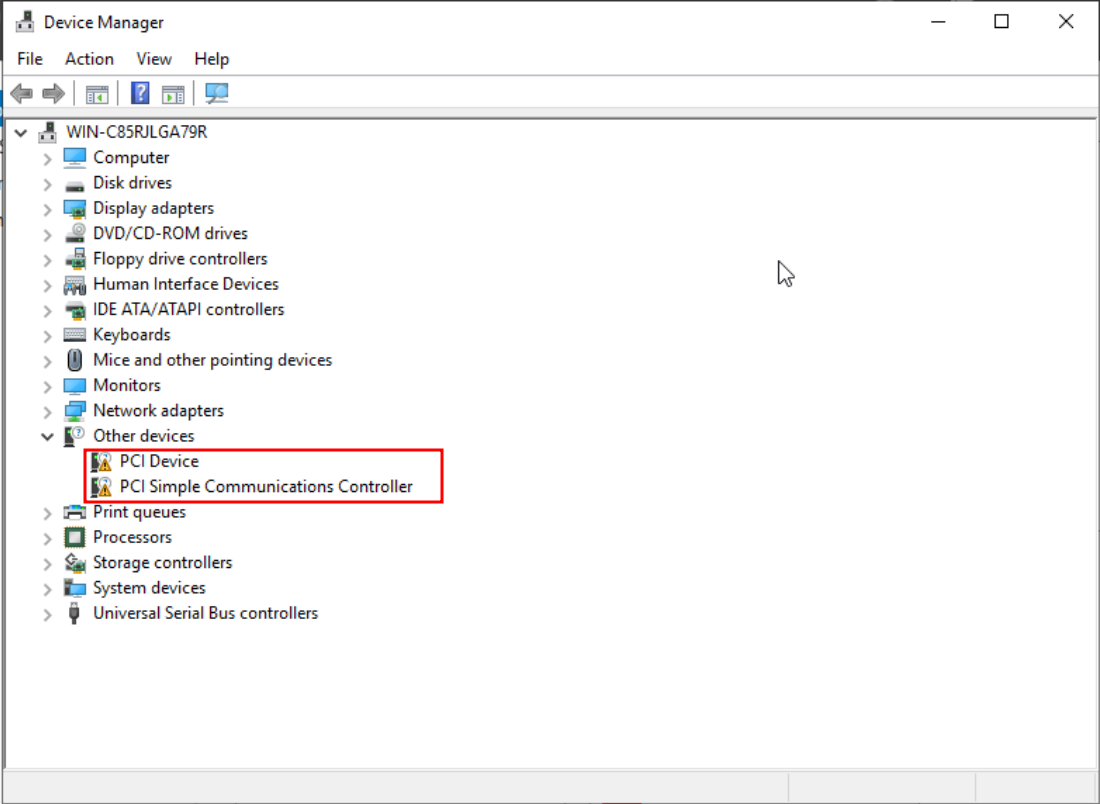 Device Manager
File Action View Help
WIN-C85RJLGA79R
Computer
Disk drives
Display adapters
DVD/CD-ROM drives
Floppy drive controllers
Human Interface Devices
IDE ATA/ATAPI controllers
Keyboards
Mice and other pointing devices
Monitors
Network adapters
Other devices
PCI Device
PCI Simple Communications Controller
Print queues
Processors
Storage controllers
System devices
Universal Serial Bus controllers